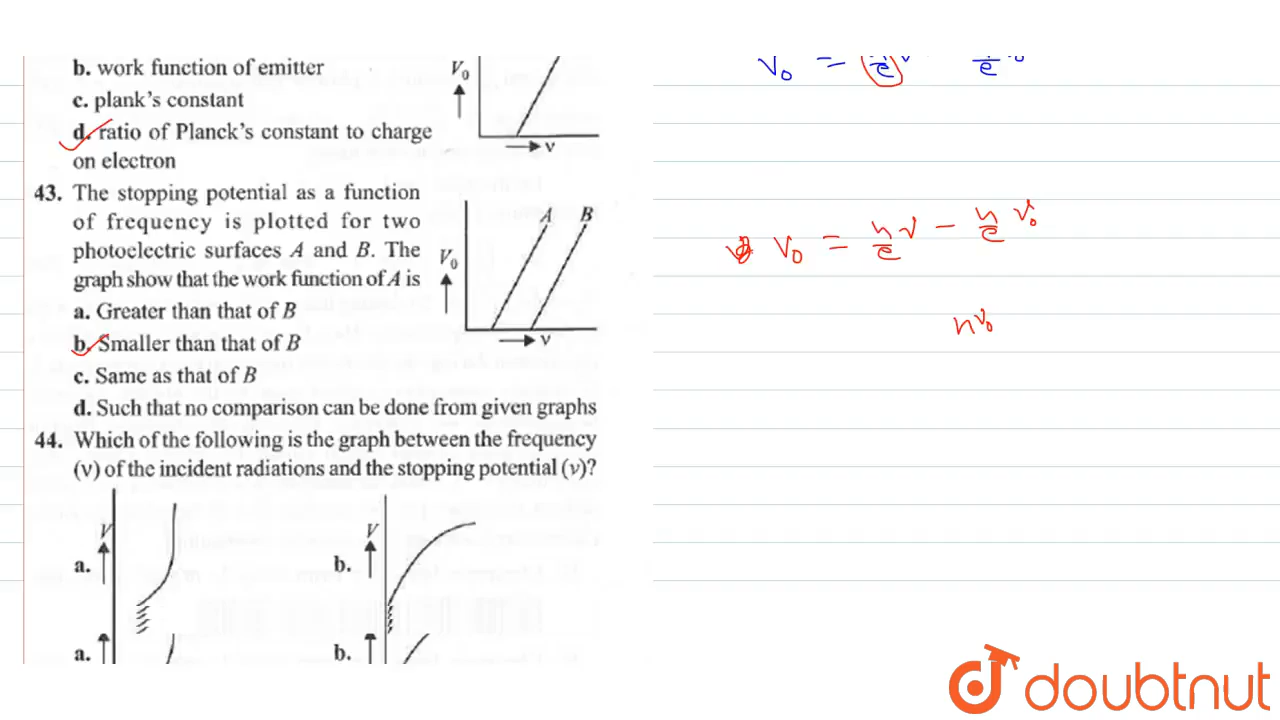 b. work function of emitter
c. plank's constant
d. ratio of Planck's constant to charge
on electron
V₀
ν
43. The stopping potential as a function
of frequency is plotted for two
photoelectric surfaces A and B. The
graph show that the work function of A is
a. Greater than that of B
b. Smaller than that of B
c. Same as that of B
d. Such that no comparison can be done from given graphs
A B
V₀
ν
44. Which of the following is the graph between the frequency
(ν) of the incident radiations and the stopping potential (v)?
V
a.
V
b.
a.
b.
V₀ =
V₀ = h/e ν - h/e ν₀
hν₀
doubtnut